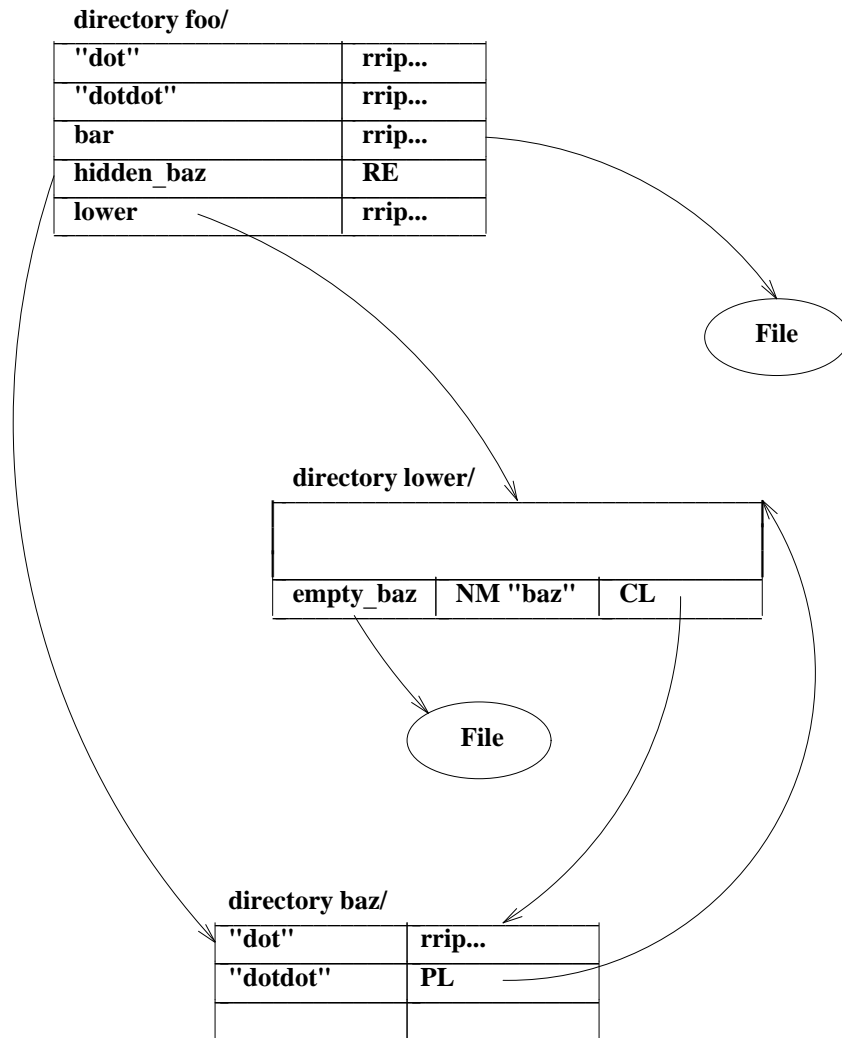 directory foo/
"dot" rrip...
"dotdot" rrip...
bar rrip...
hidden_baz RE
lower rrip...
File
directory lower/
empty_baz NM "baz" CL
File
directory baz/
"dot" rrip...
"dotdot" PL